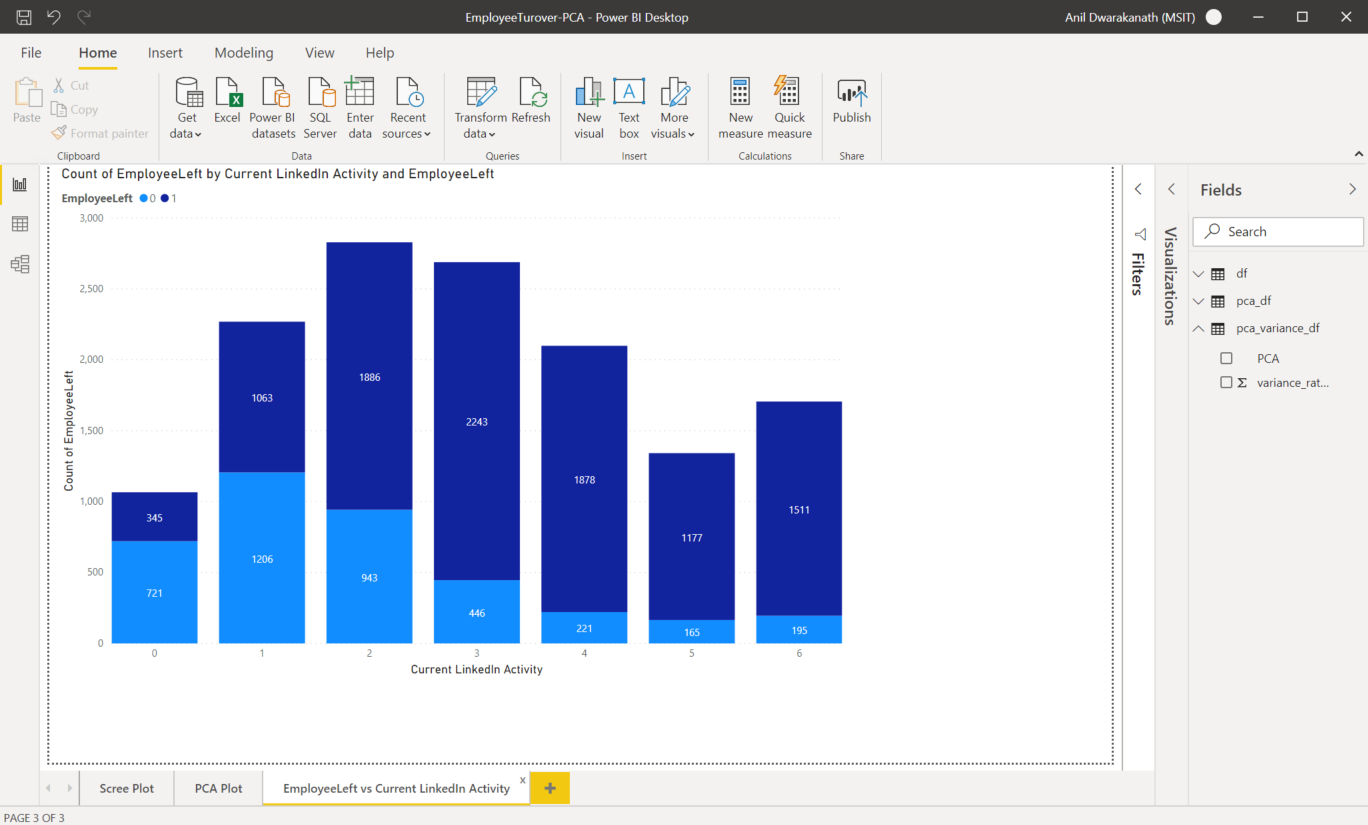 EmployeeTurover-PCA - Power BI Desktop
Anil Dwarakanath (MSIT)
File Home Insert Modeling View Help
Paste
Cut
Copy
Format painter
Clipboard
Get data
Excel
Power BI datasets
SQL Server
Enter data
Recent sources
Data
Transform data
Refresh
Queries
New visual
Text box
More visuals
Insert
New measure
Quick measure
Calculations
Publish
Share
Count of EmployeeLeft by Current LinkedIn Activity and EmployeeLeft
EmployeeLeft 0 1
Count of EmployeeLeft
3,000
2,500
2,000
1,500
1,000
500
0
345
721
1063
1206
1886
943
2243
446
1878
221
1177
165
1511
195
0 1 2 3 4 5 6
Current LinkedIn Activity
Filters
Visualizations
Fields
Search
df
pca_df
pca_variance_df
PCA
Σ variance_rat...
Scree Plot
PCA Plot
EmployeeLeft vs Current LinkedIn Activity x
+
PAGE 3 OF 3